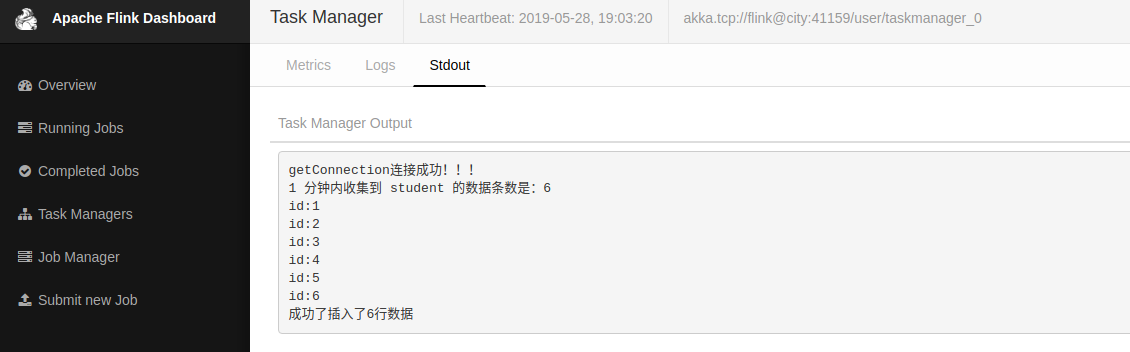 Apache Flink Dashboard
Overview
Running Jobs
Completed Jobs
Task Managers
Job Manager
Submit new Job
Task Manager
Last Heartbeat: 2019-05-28, 19:03:20
akka.tcp://flink@city:41159/user/taskmanager_0
Metrics
Logs
Stdout
Task Manager Output
getConnection连接成功！！！
1 分钟内收集到 student 的数据条数是：6
id:1
id:2
id:3
id:4
id:5
id:6
成功了插入了6行数据